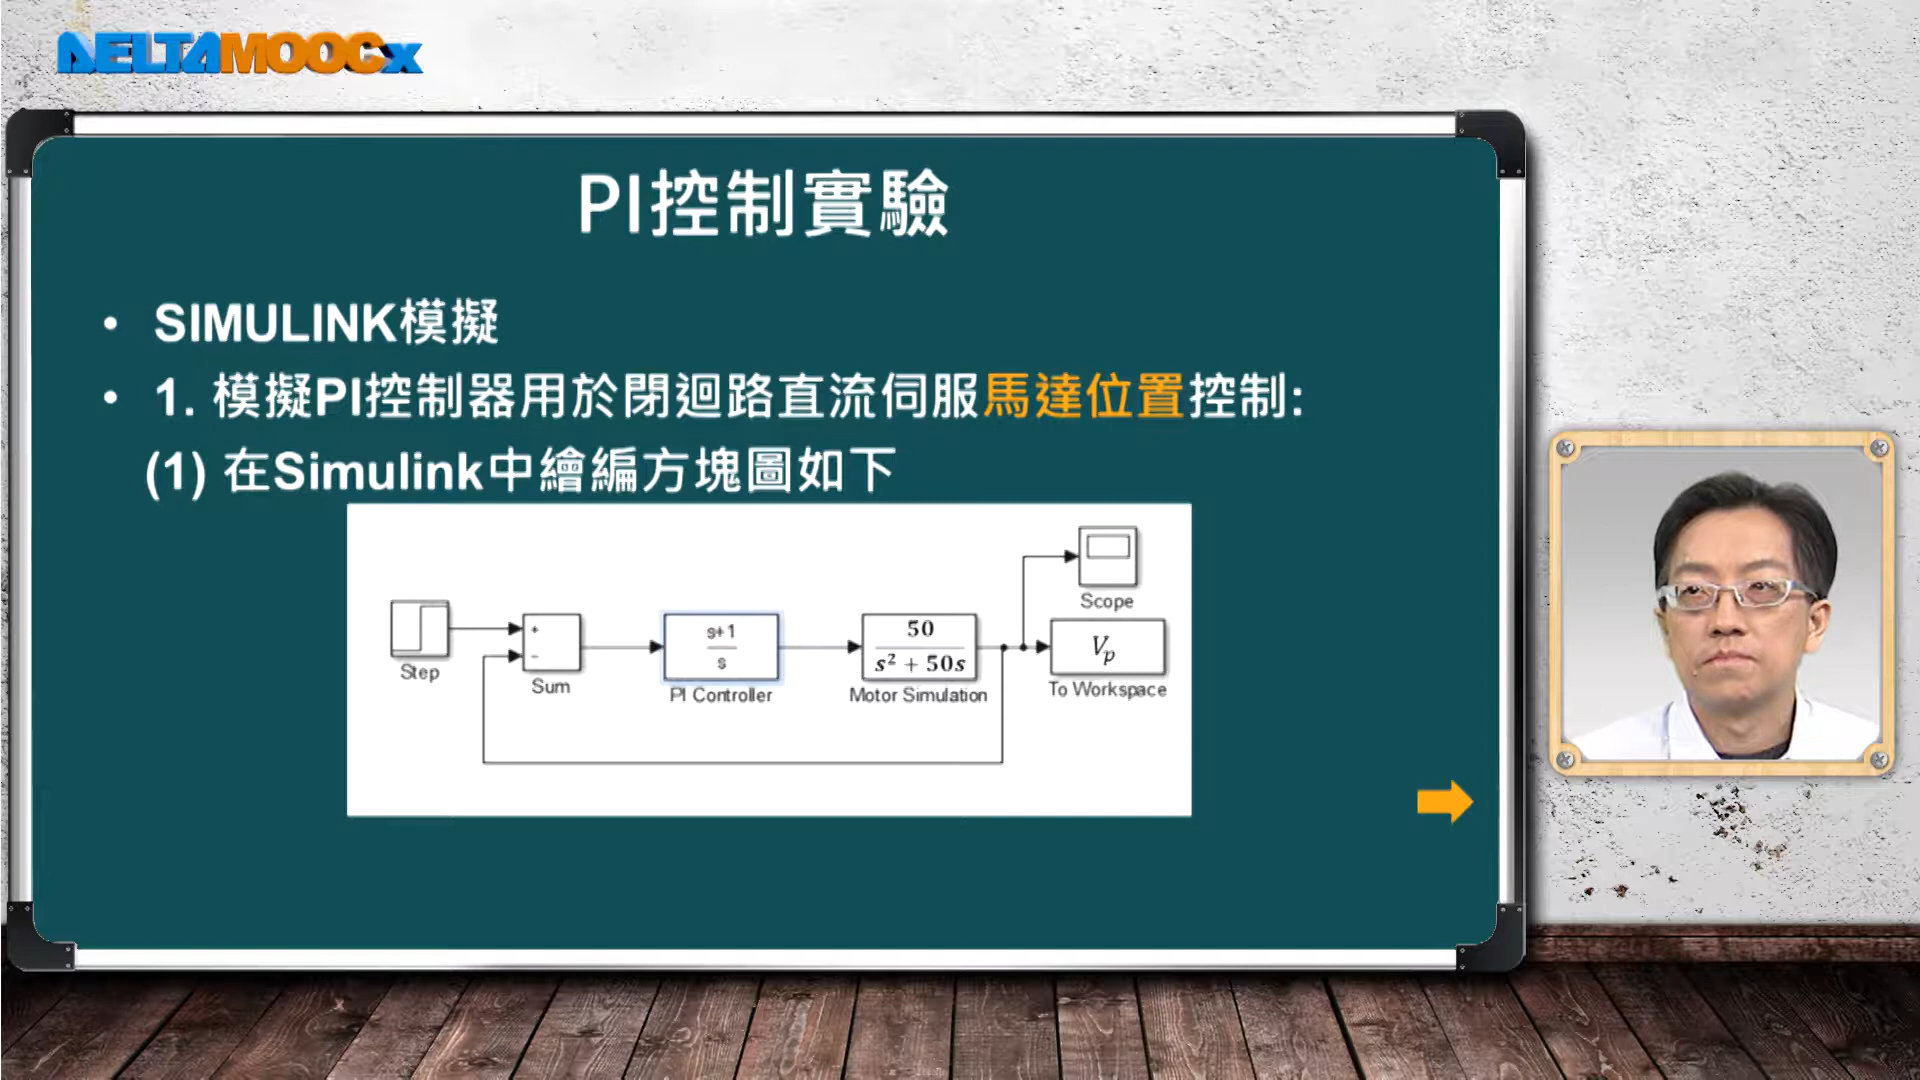 DELTAMOOCx
PI控制實驗
• SIMULINK模擬
• 1. 模擬PI控制器用於閉迴路直流伺服馬達位置控制:
(1) 在Simulink中繪編方塊圖如下
Step
+
−
Sum
s+1
s
PI Controller
50
s² + 50s
Motor Simulation
Scope
Vp
To Workspace